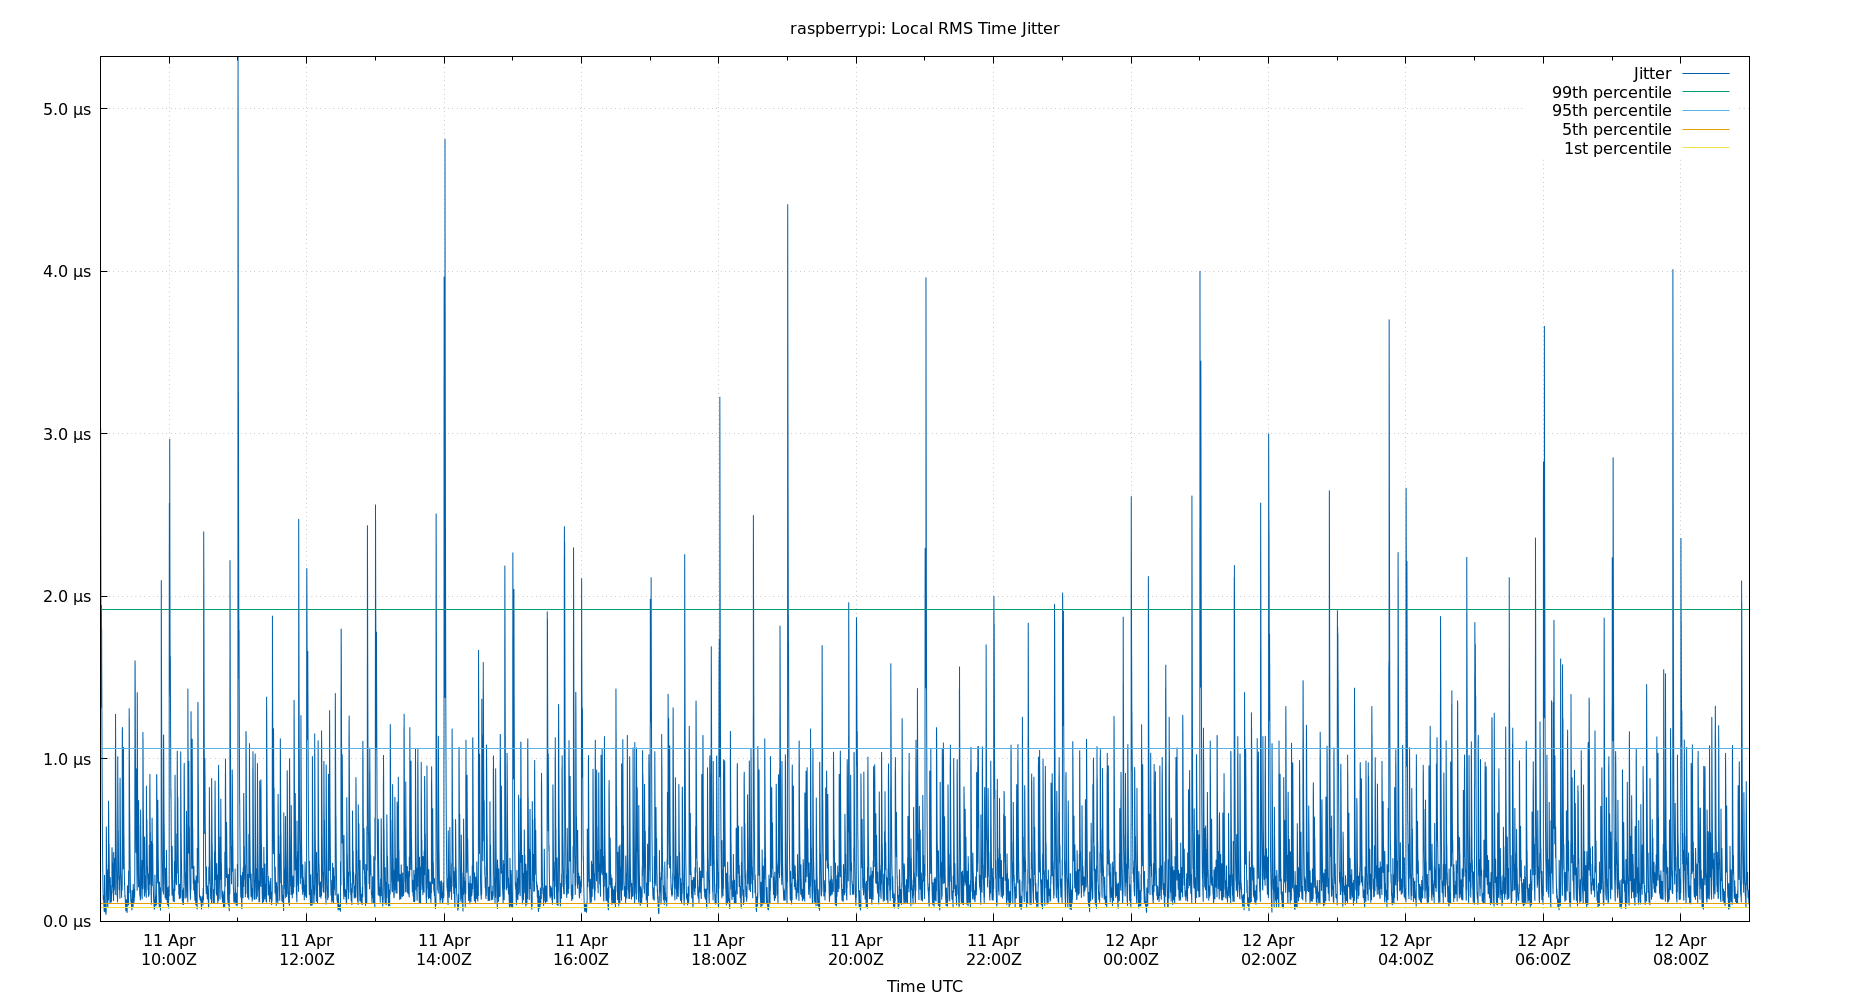 raspberrypi: Local RMS Time Jitter
Jitter
99th percentile
95th percentile
5th percentile
1st percentile
5.0 µs
4.0 µs
3.0 µs
2.0 µs
1.0 µs
0.0 µs
11 Apr 11 Apr 11 Apr 11 Apr 11 Apr 11 Apr 11 Apr 12 Apr 12 Apr 12 Apr 12 Apr 12 Apr
10:00Z 12:00Z 14:00Z 16:00Z 18:00Z 20:00Z 22:00Z 00:00Z 02:00Z 04:00Z 06:00Z 08:00Z
Time UTC